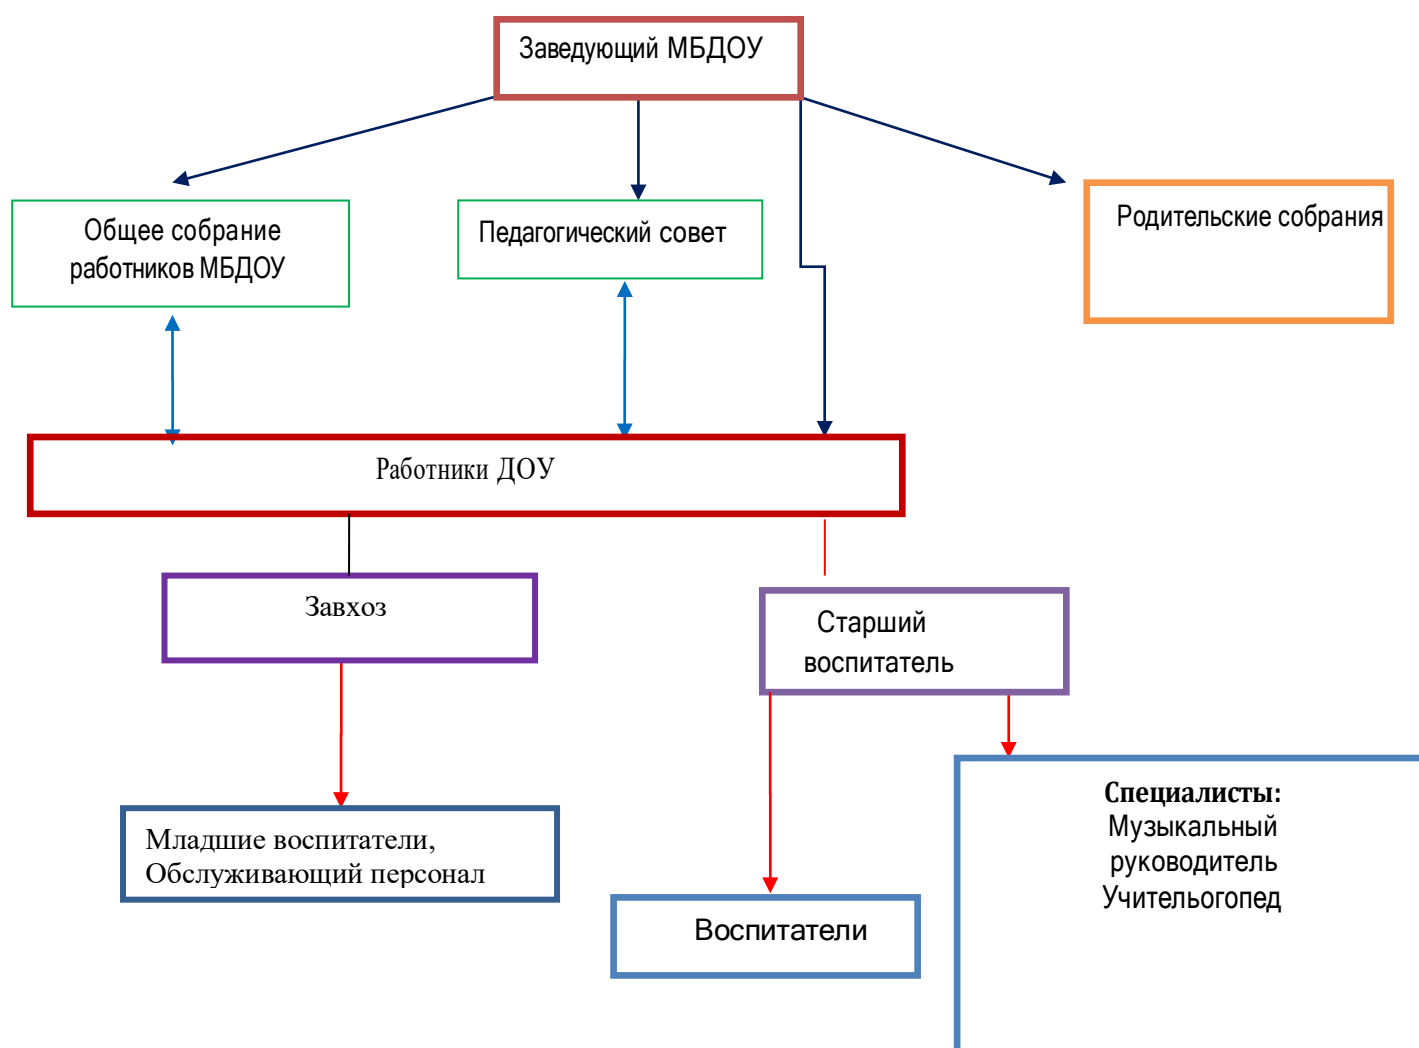 Заведующий МБДОУ
Общее собрание
работников МБДОУ
Педагогический совет
Родительские собрания
Работники ДОУ
Завхоз
Старший
воспитатель
Младшие воспитатели,
Обслуживающий персонал
Воспитатели
Специалисты:
Музыкальный
руководитель
Учительогопед